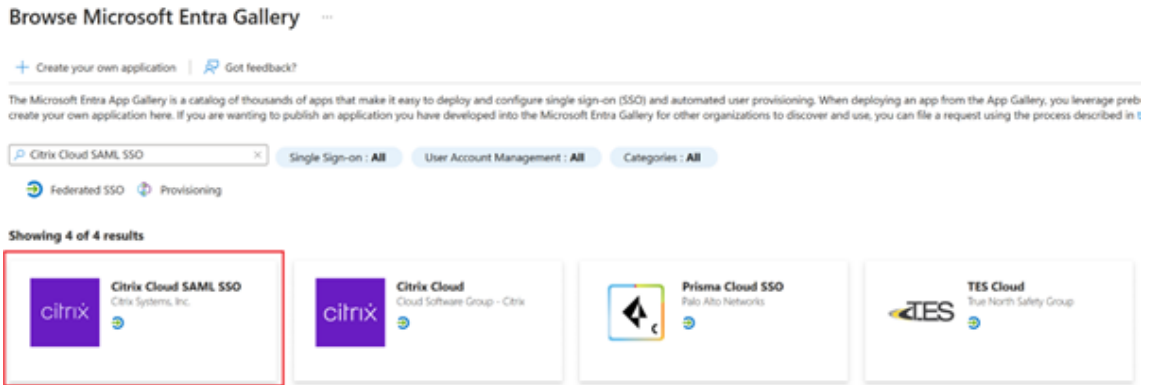 Browse Microsoft Entra Gallery ...
+ Create your own application | Got feedback?
The Microsoft Entra App Gallery is a catalog of thousands of apps that make it easy to deploy and configure single sign-on (SSO) and automated user provisioning. When deploying an app from the App Gallery, you leverage preb
create your own application here. If you are wanting to publish an application you have developed into the Microsoft Entra Gallery for other organizations to discover and use, you can file a request using the process described in t
Citrix Cloud SAML SSO × Single Sign-on : All User Account Management : All Categories : All
Federated SSO Provisioning
Showing 4 of 4 results
citrix
Citrix Cloud SAML SSO
Citrix Systems, Inc.
citrix
Citrix Cloud
Cloud Software Group - Citrix
C
Prisma Cloud SSO
Palo Alto Networks
TES
TES Cloud
True North Safety Group